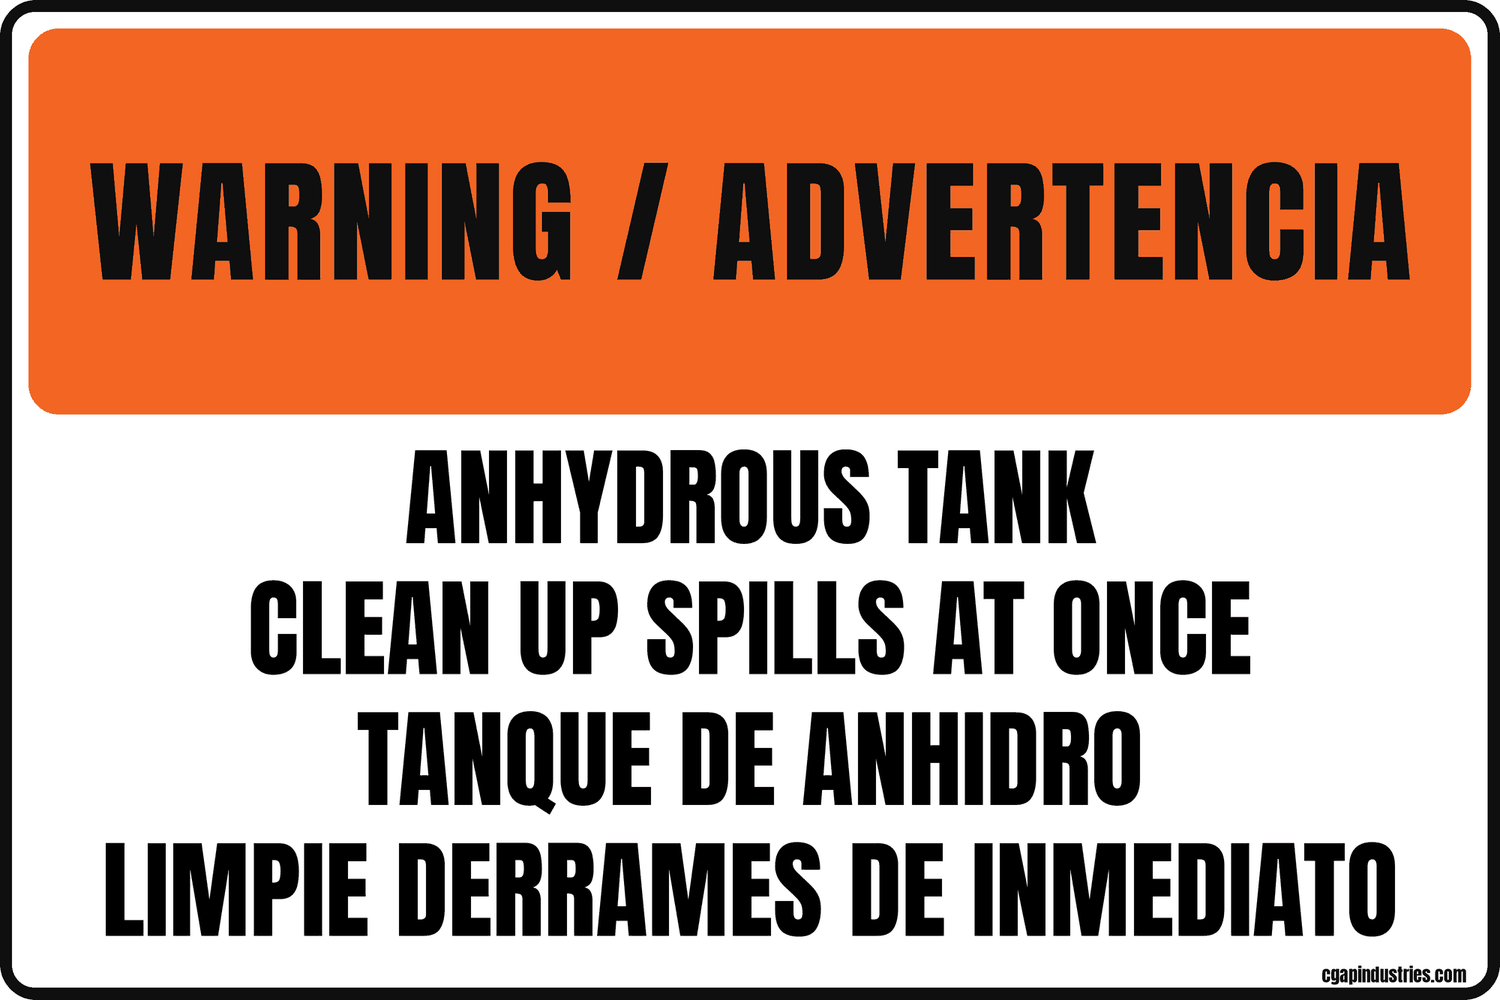 WARNING / ADVERTENCIA
ANHYDROUS TANK
CLEAN UP SPILLS AT ONCE
TANQUE DE ANHIDRO
LIMPIE DERRAMES DE INMEDIATO
cgapindustries.com